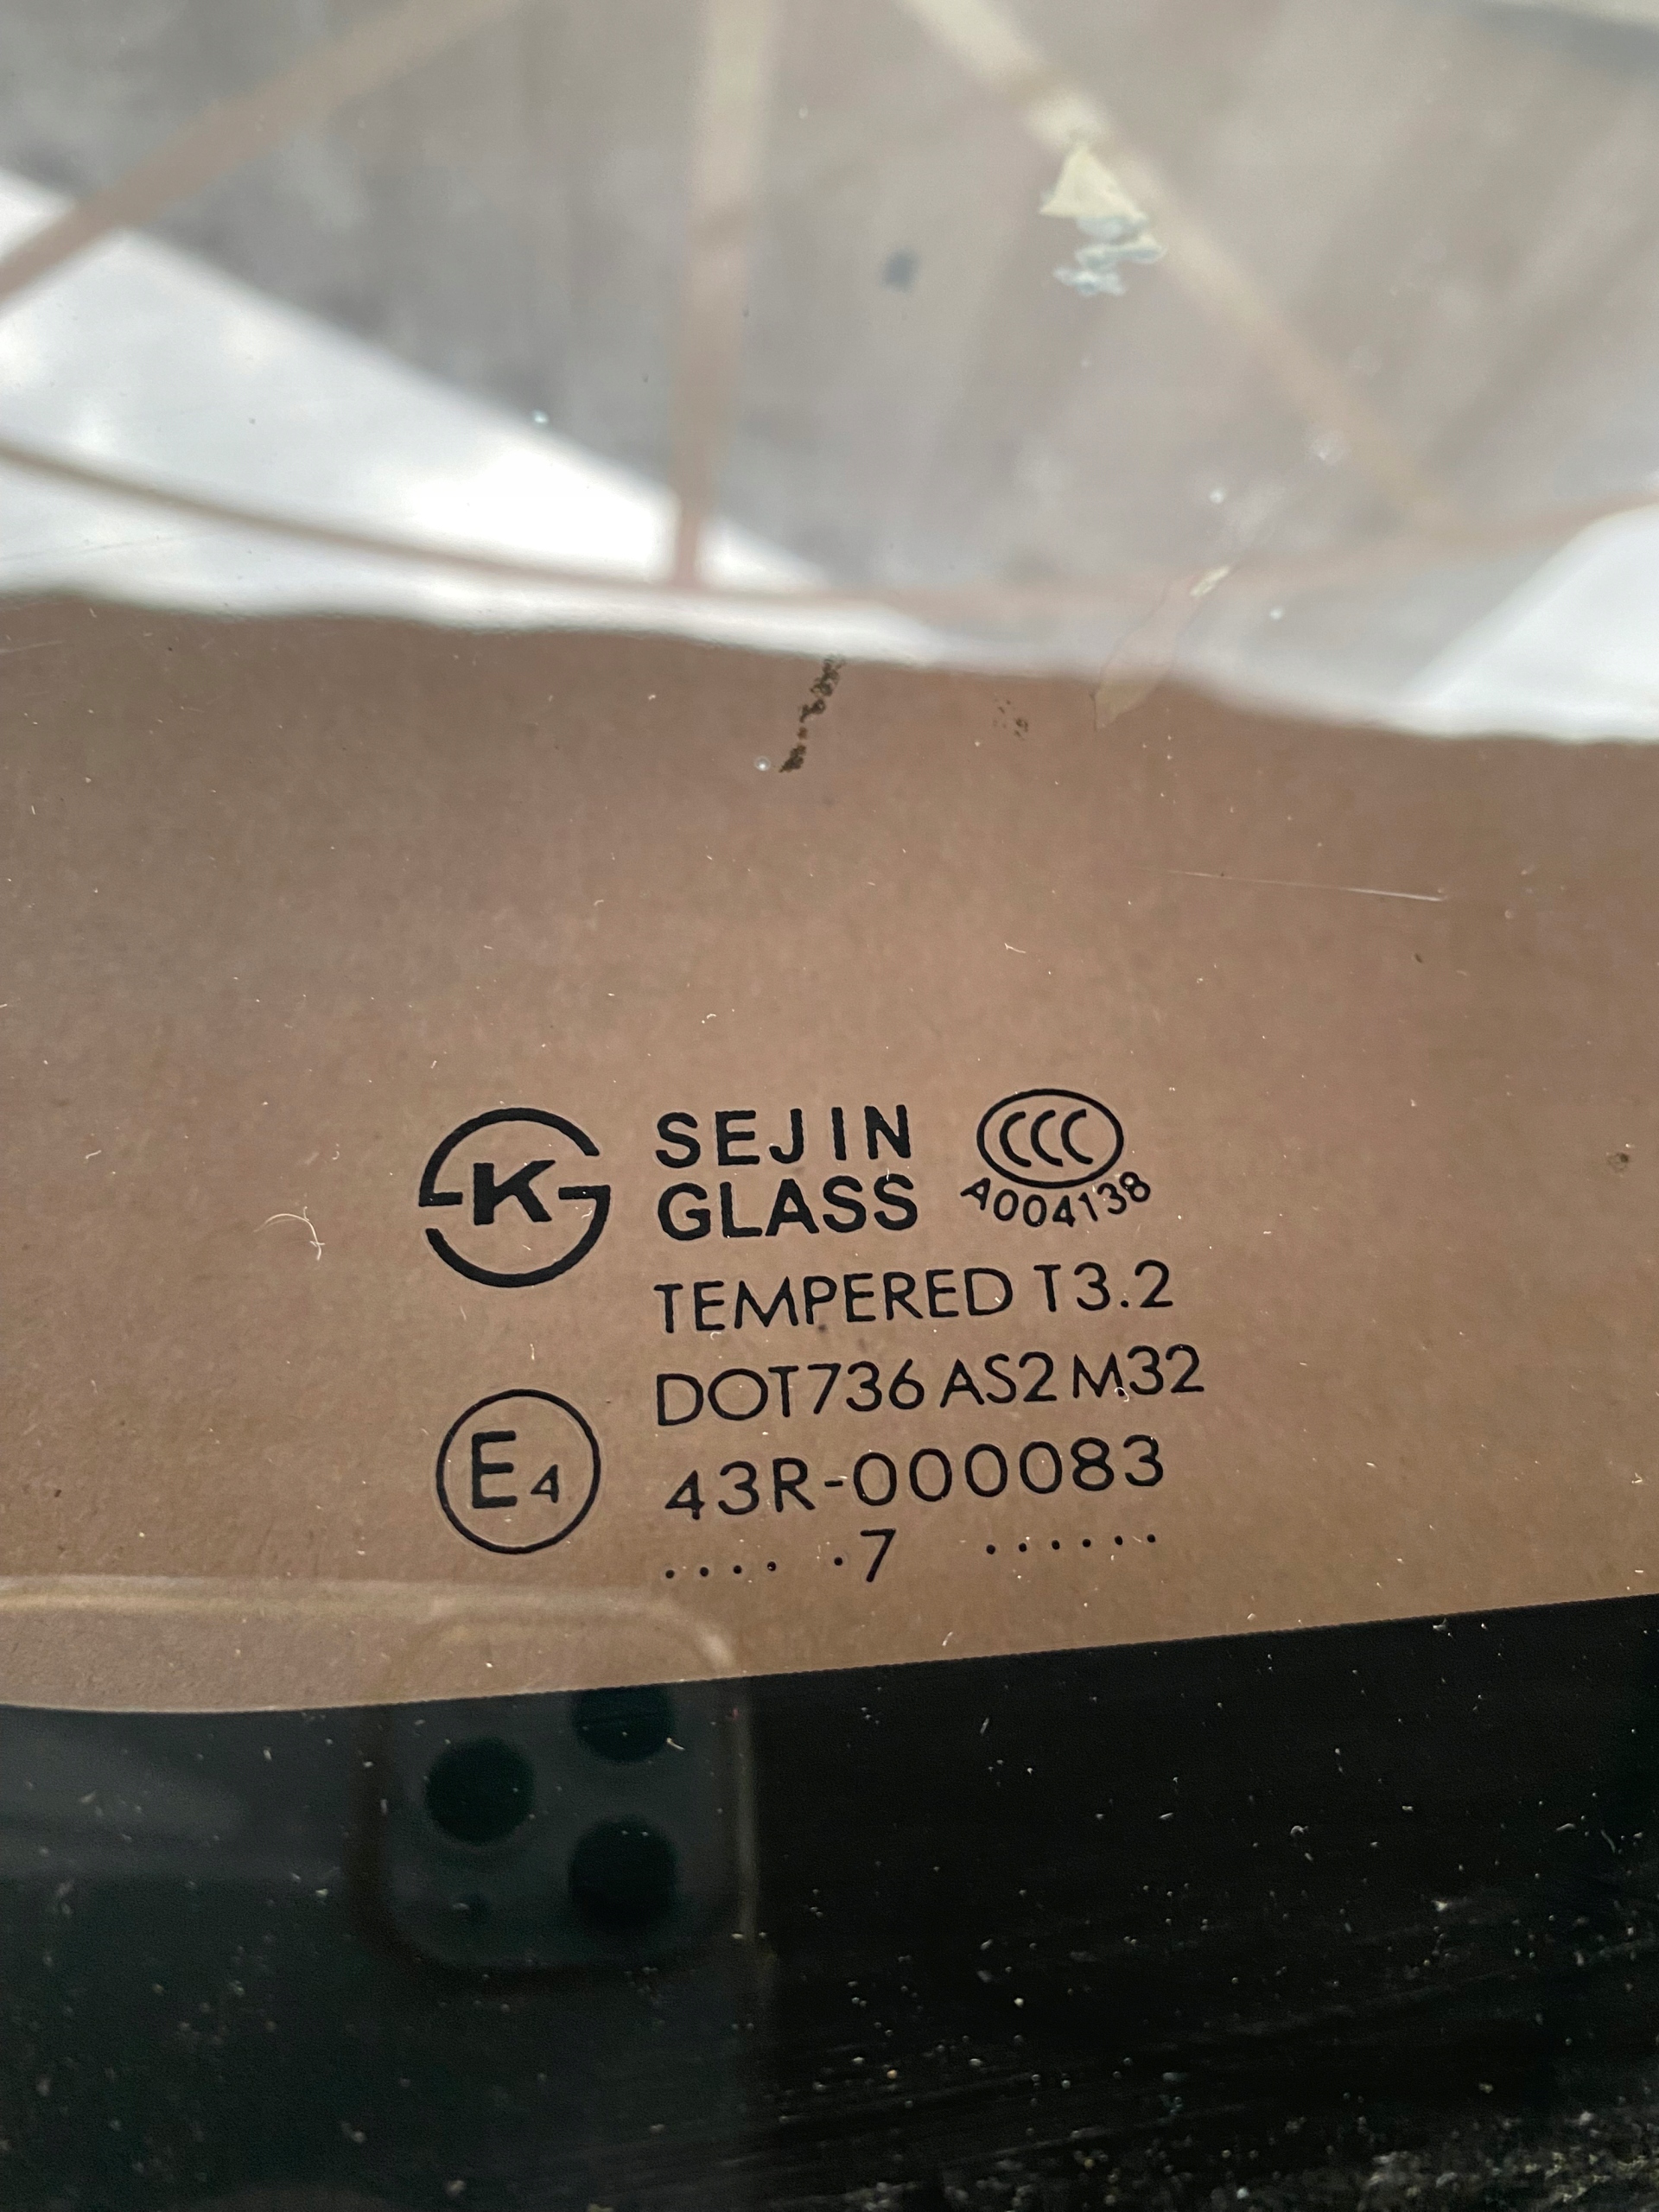 K
SEJIN
GLASS
CCC
A004138
TEMPERED T3.2
DOT736 AS2 M32
E4
43R-000083
.... .7 ......